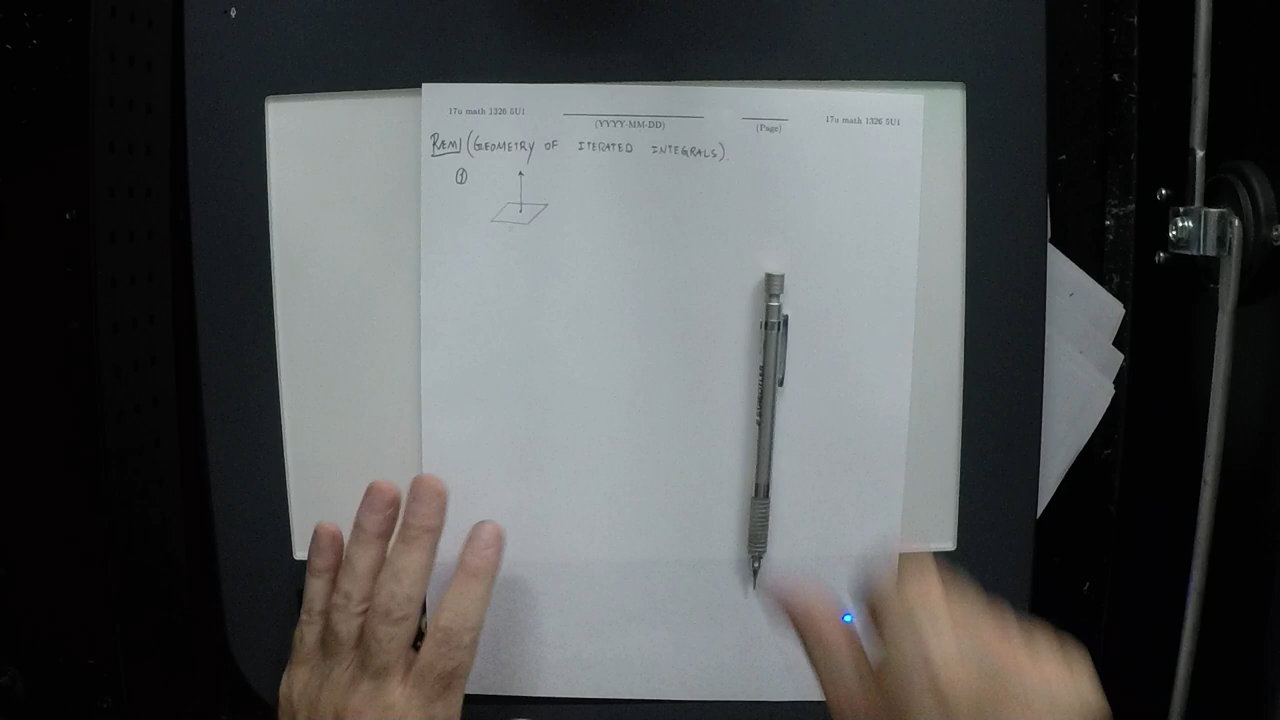 17u math 1326 5U1 (YYYY-MM-DD) (Page) 17u math 1326 5U1
REM (GEOMETRY OF ITERATED INTEGRALS).
①